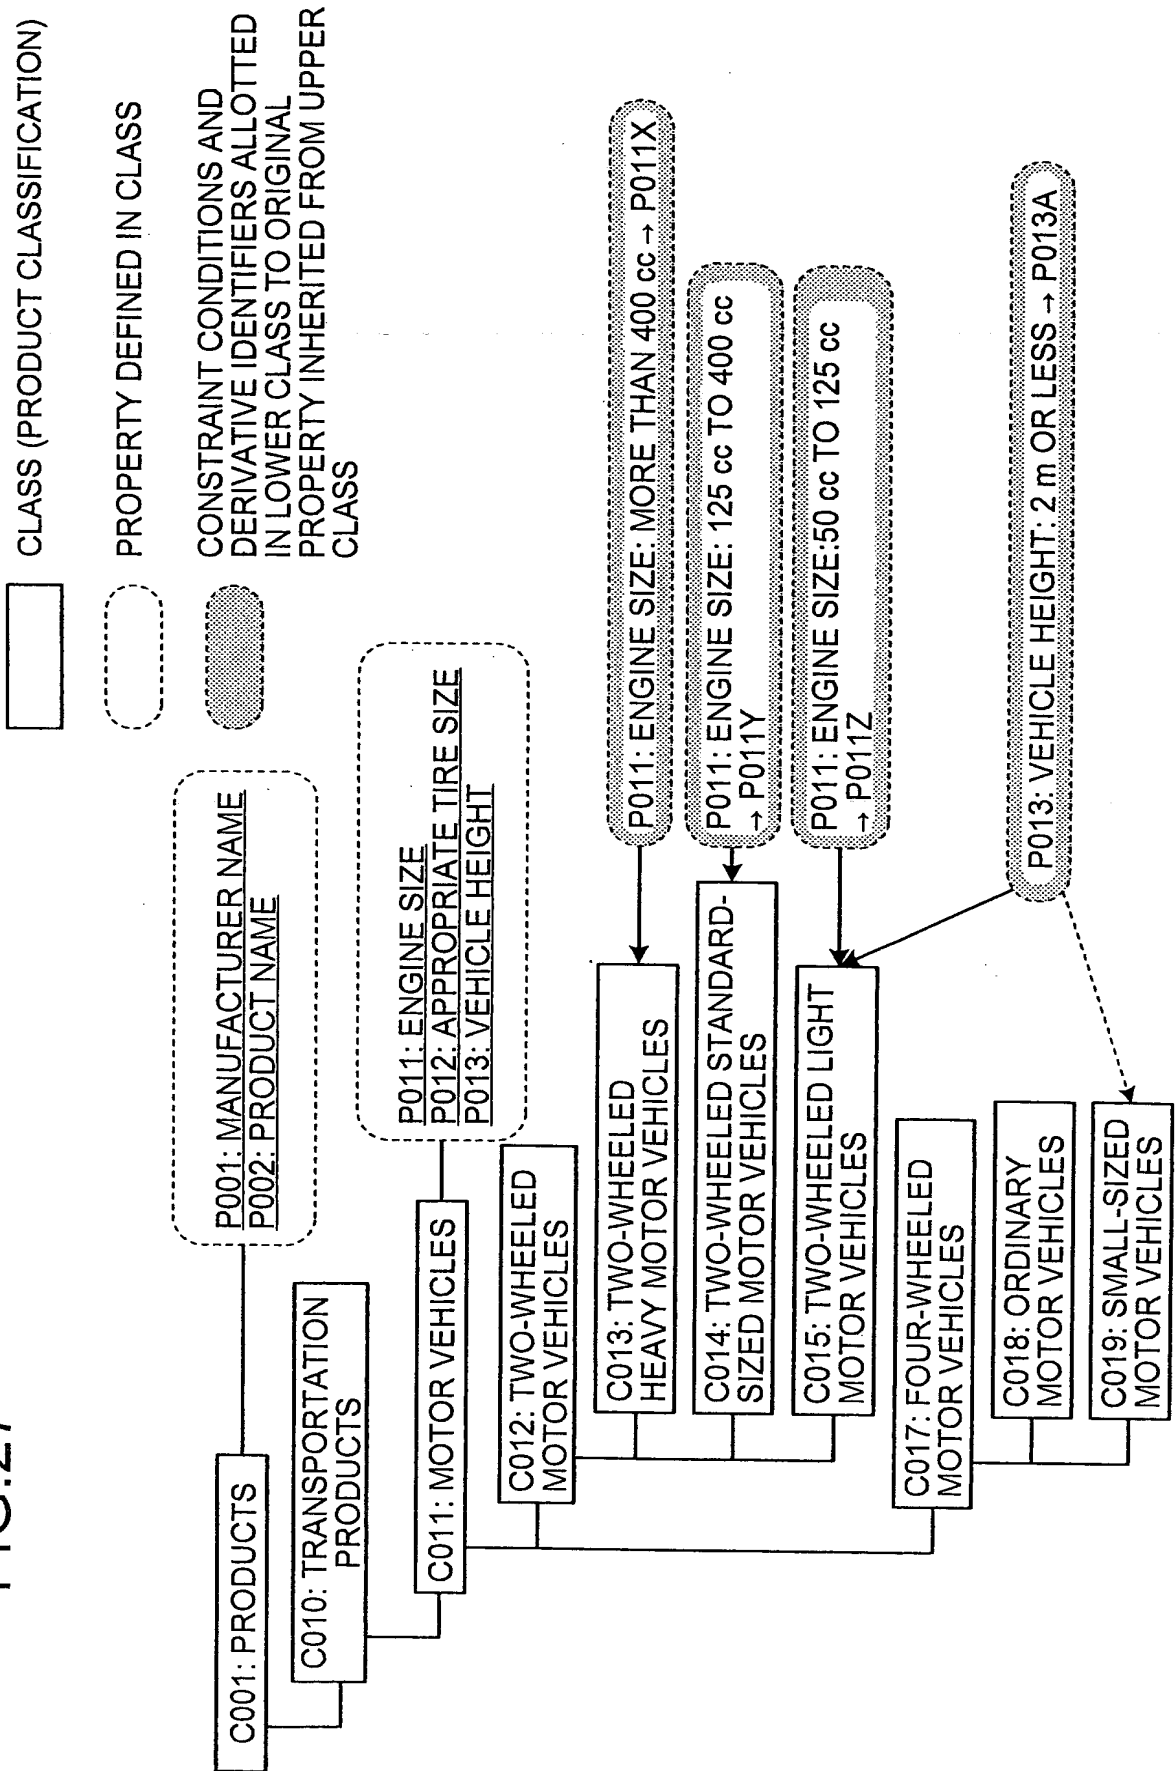 FIG.27
CLASS (PRODUCT CLASSIFICATION)
PROPERTY DEFINED IN CLASS
CONSTRAINT CONDITIONS AND
DERIVATIVE IDENTIFIERS ALLOTTED
IN LOWER CLASS TO ORIGINAL
PROPERTY INHERITED FROM UPPER
CLASS
C001: PRODUCTS
P001: MANUFACTURER NAME
P002: PRODUCT NAME
C010: TRANSPORTATION
PRODUCTS
C011: MOTOR VEHICLES
P011: ENGINE SIZE
P012: APPROPRIATE TIRE SIZE
P013: VEHICLE HEIGHT
C012: TWO-WHEELED
MOTOR VEHICLES
C013: TWO-WHEELED
HEAVY MOTOR VEHICLES
P011: ENGINE SIZE: MORE THAN 400 cc → P011X
C014: TWO-WHEELED STANDARD-
SIZED MOTOR VEHICLES
P011: ENGINE SIZE: 125 cc TO 400 cc
→ P011Y
C015: TWO-WHEELED LIGHT
MOTOR VEHICLES
P011: ENGINE SIZE:50 cc TO 125 cc
→ P011Z
C017: FOUR-WHEELED
MOTOR VEHICLES
C018: ORDINARY
MOTOR VEHICLES
P013: VEHICLE HEIGHT: 2 m OR LESS → P013A
C019: SMALL-SIZED
MOTOR VEHICLES